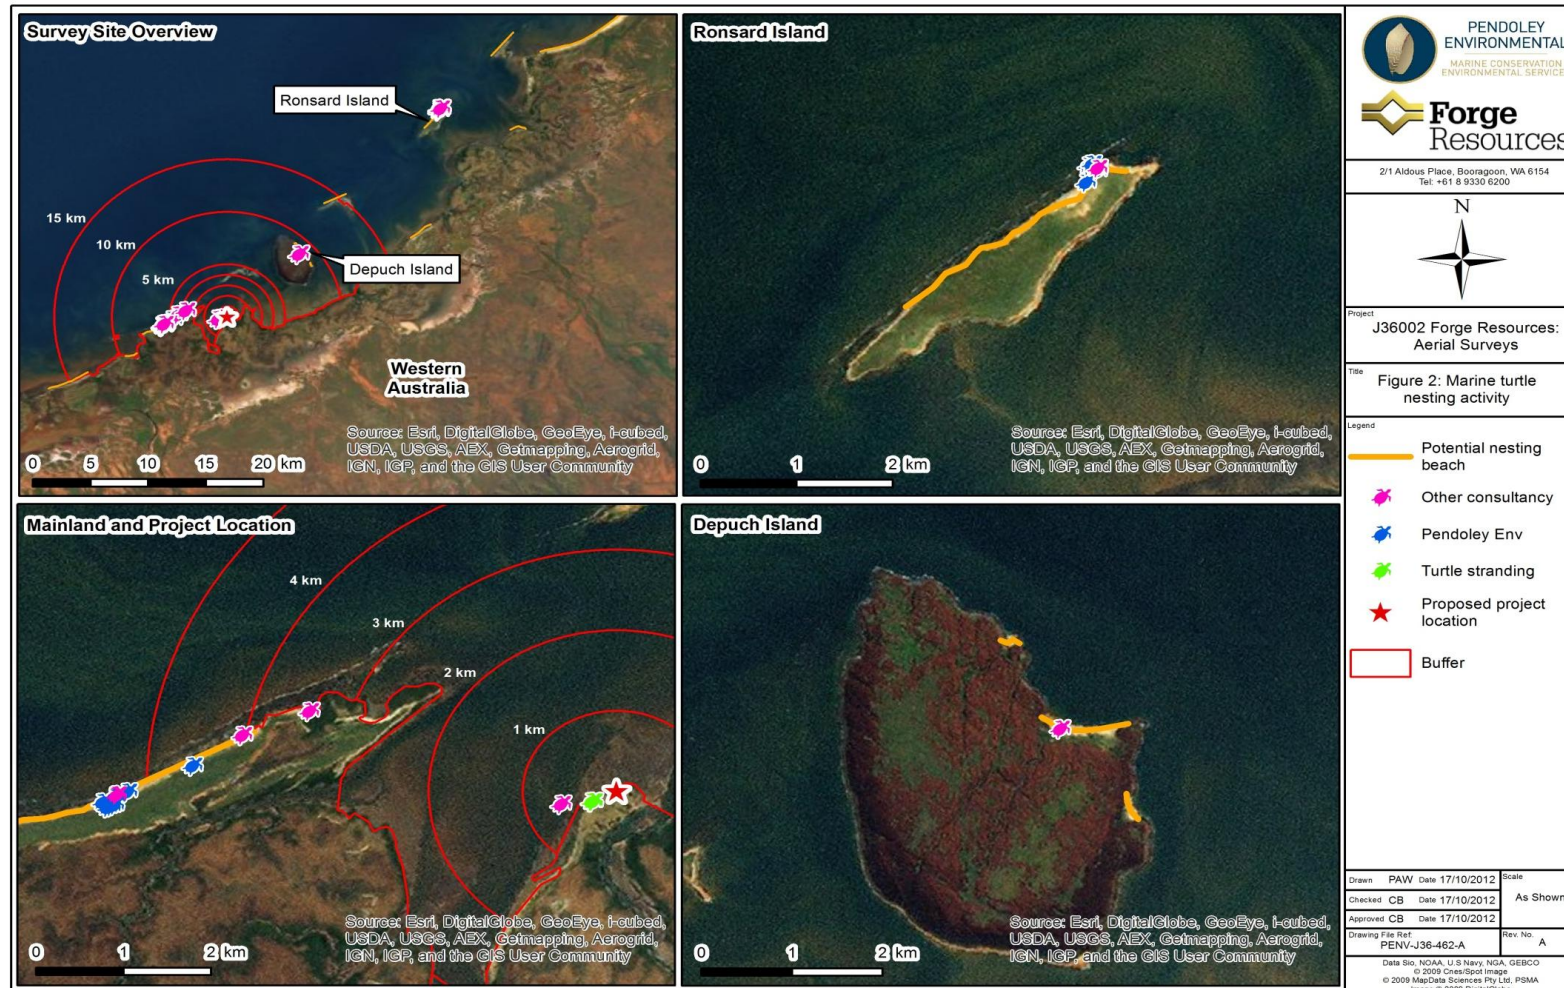 Survey Site Overview
Ronsard Island
Depuch Island
15 km
10 km
5 km
Western
Australia
Source: Esri, DigitalGlobe, GeoEye, i-cubed,
USDA, USGS, AEX, Getmapping, Aerogrid,
IGN, IGP, and the GIS User Community
0 5 10 15 20 km
Ronsard Island
Source: Esri, DigitalGlobe, GeoEye, i-cubed,
USDA, USGS, AEX, Getmapping, Aerogrid,
IGN, IGP, and the GIS User Community
0 1 2 km
Mainland and Project Location
4 km
3 km
2 km
1 km
Source: Esri, DigitalGlobe, GeoEye, i-cubed,
USDA, USGS, AEX, Getmapping, Aerogrid,
IGN, IGP, and the GIS User Community
0 1 2 km
Depuch Island
Source: Esri, DigitalGlobe, GeoEye, i-cubed,
USDA, USGS, AEX, Getmapping, Aerogrid,
IGN, IGP, and the GIS User Community
0 1 2 km
PENDOLEY
ENVIRONMENTAL
MARINE CONSERVATION
ENVIRONMENTAL SERVICE
Forge
Resources
2/1 Aldous Place, Booragoon, WA 6154
Tel: +61 8 9330 6200
N
Project
J36002 Forge Resources:
Aerial Surveys
Title
Figure 2: Marine turtle
nesting activity
Legend
Potential nesting
beach
Other consultancy
Pendoley Env
Turtle stranding
Proposed project
location
Buffer
Drawn PAW Date 17/10/2012
Checked CB Date 17/10/2012
Approved CB Date 17/10/2012
Scale
As Shown
Drawing File Ref:
PENV-J36-462-A
Rev. No.
A
Data Sio, NOAA, U.S Navy, NGA, GEBCO
© 2009 Cnes/Spot Image
© 2009 MapData Sciences Pty Ltd, PSMA